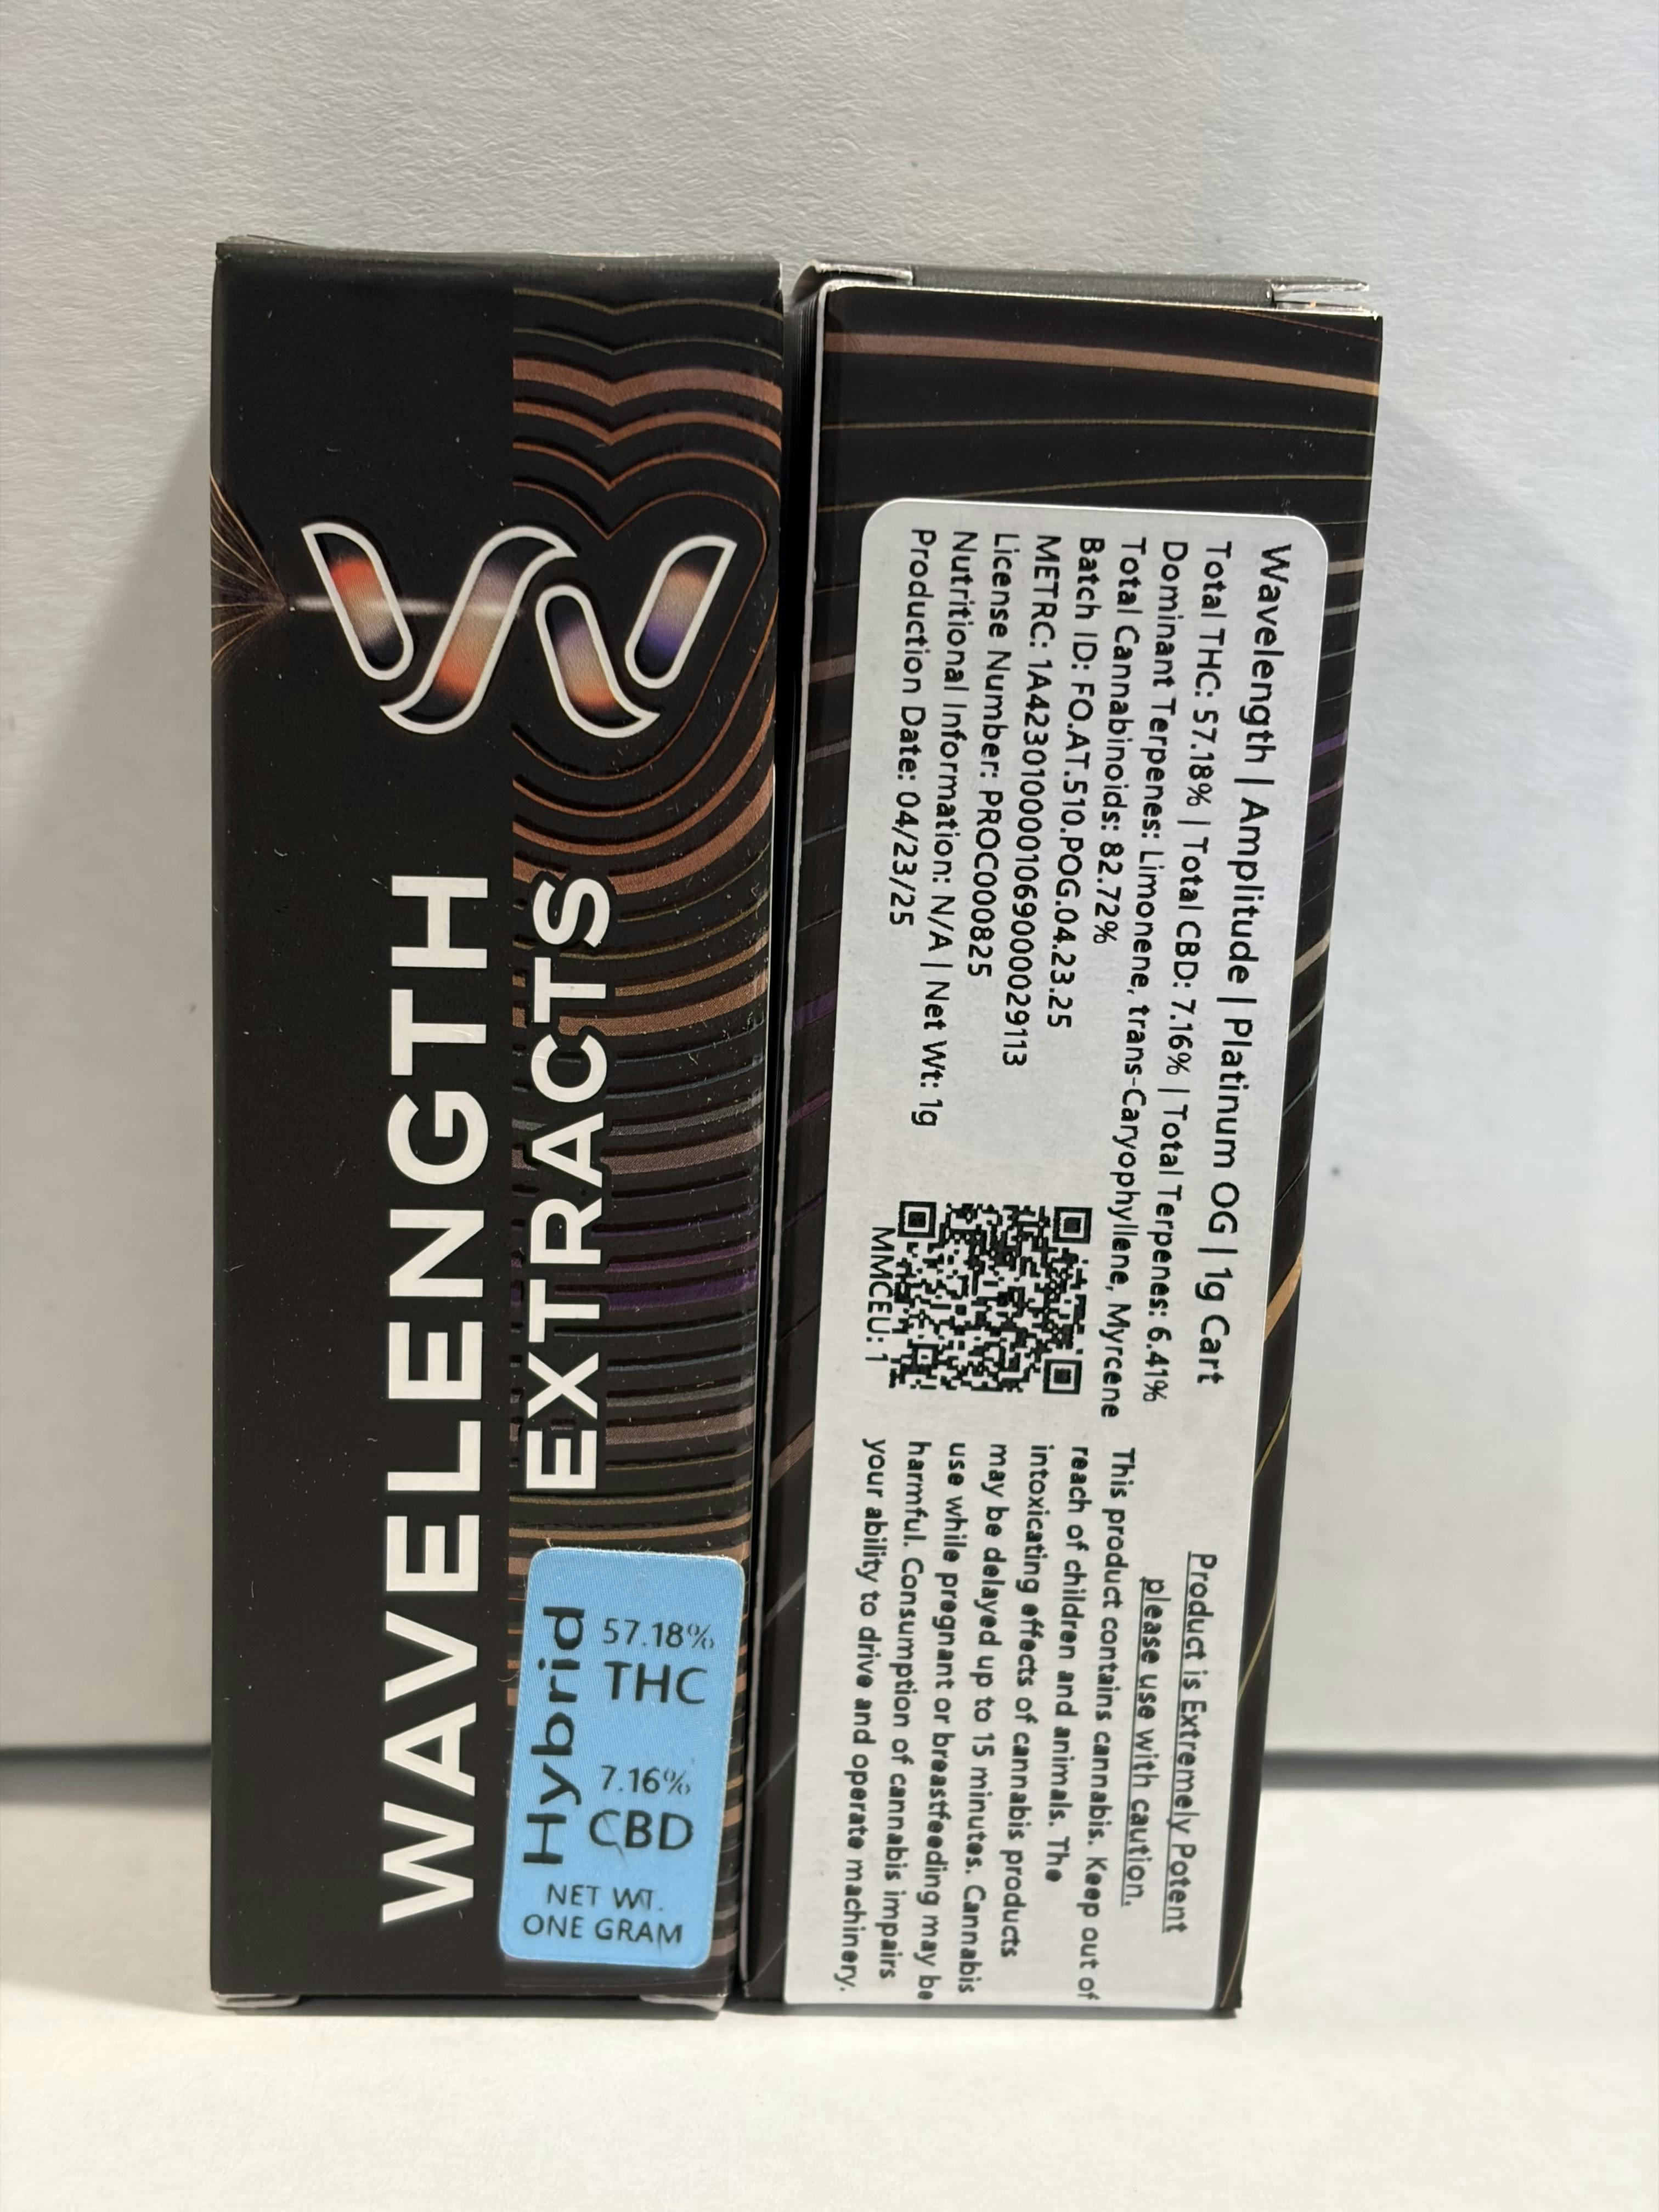 WAVELENGTH
EXTRACTS
Hybrid
57.18%
THC
7.16%
CBD
NET WT.
ONE GRAM
Wavelength | Amplitude | Platinum OG | 1g Cart
Total THC: 57.18% | Total CBD: 7.16% | Total Terpenes: 6.41%
Dominant Terpenes: Limonene, trans-Caryophyllene, Myrcene
Total Cannabinoids: 82.72%
Batch ID: FO.AT.510.POG.04.23.25
METRC: 1A4230100001069000029113
License Number: PROC000825
Nutritional Information: N/A | Net Wt: 1g
Production Date: 04/23/25
MMCEU: 1
Product is Extremely Potent
please use with caution.
This product contains cannabis. Keep out of
reach of children and animals. The
intoxicating effects of cannabis products
may be delayed up to 15 minutes. Cannabis
use while pregnant or breastfeeding may be
harmful. Consumption of cannabis impairs
your ability to drive and operate machinery.